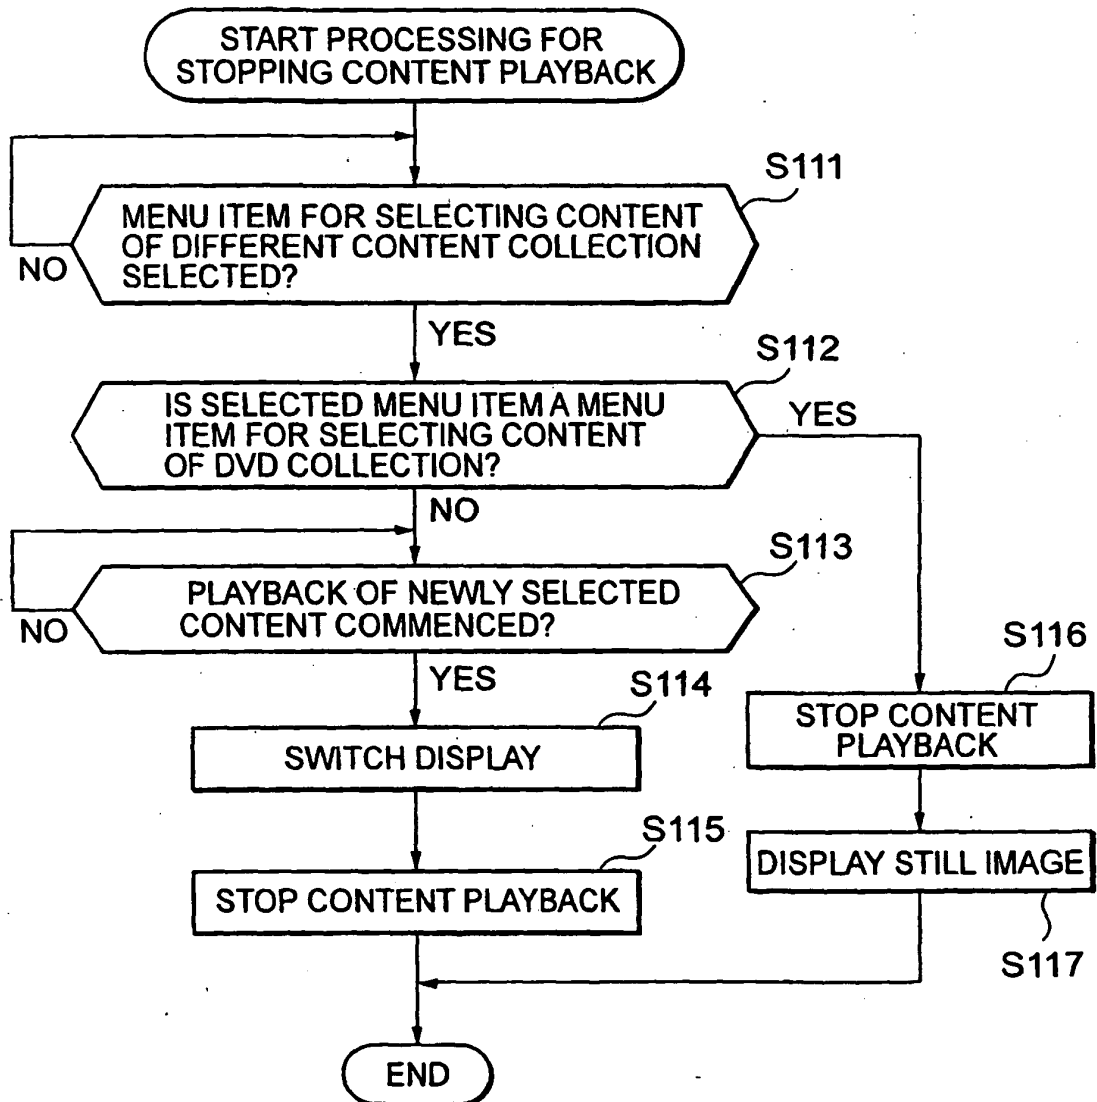 START PROCESSING FOR
STOPPING CONTENT PLAYBACK
S111
MENU ITEM FOR SELECTING CONTENT
OF DIFFERENT CONTENT COLLECTION
SELECTED?
NO
YES
S112
IS SELECTED MENU ITEM A MENU
ITEM FOR SELECTING CONTENT
OF DVD COLLECTION?
YES
NO
S113
PLAYBACK OF NEWLY SELECTED
CONTENT COMMENCED?
NO
YES
S114
SWITCH DISPLAY
S115
STOP CONTENT PLAYBACK
S116
STOP CONTENT
PLAYBACK
DISPLAY STILL IMAGE
S117
END